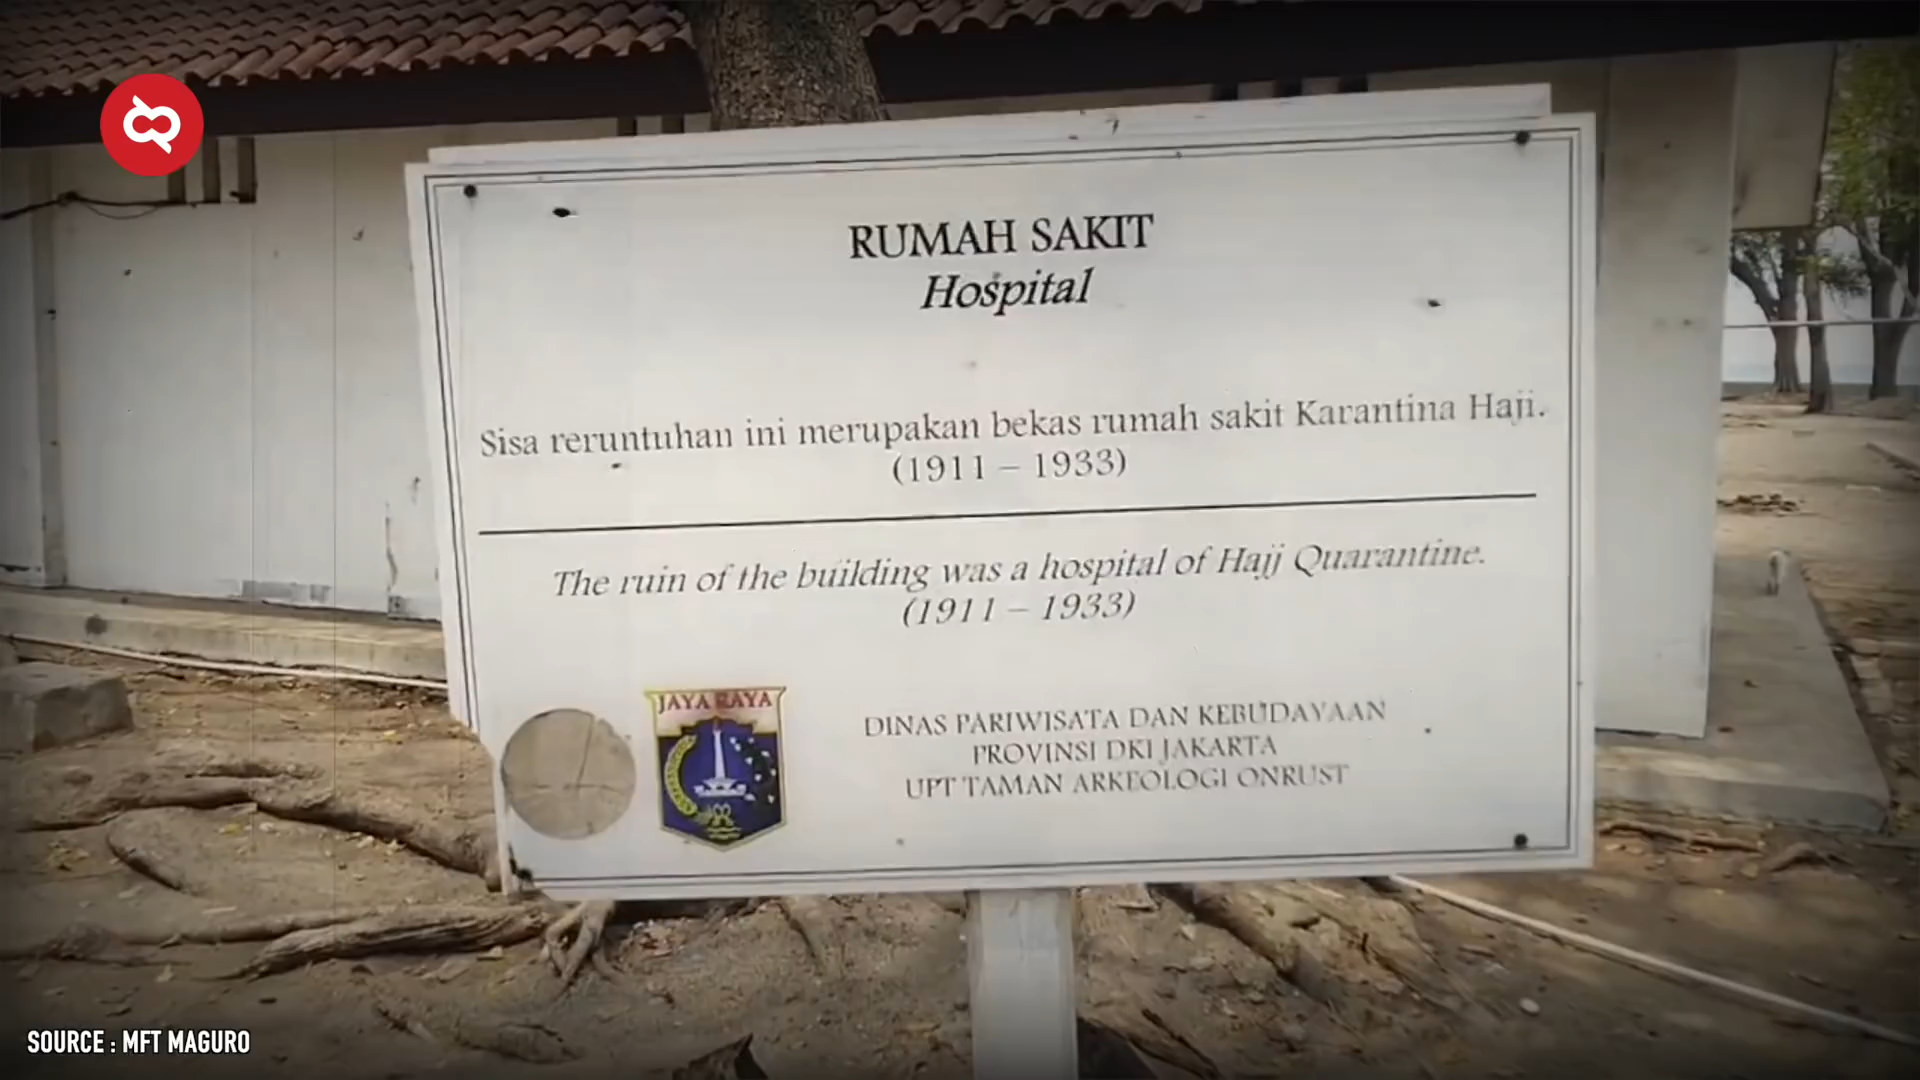 RUMAH SAKIT
Hospital
Sisa reruntuhan ini merupakan bekas rumah sakit Karantina Haji.
(1911 – 1933)
The ruin of the building was a hospital of Hajj Quarantine.
(1911 – 1933)
JAYA RAYA
DINAS PARIWISATA DAN KEBUDAYAAN
PROVINSI DKI JAKARTA
UPT TAMAN ARKEOLOGI ONRUST
SOURCE : MFT MAGURO